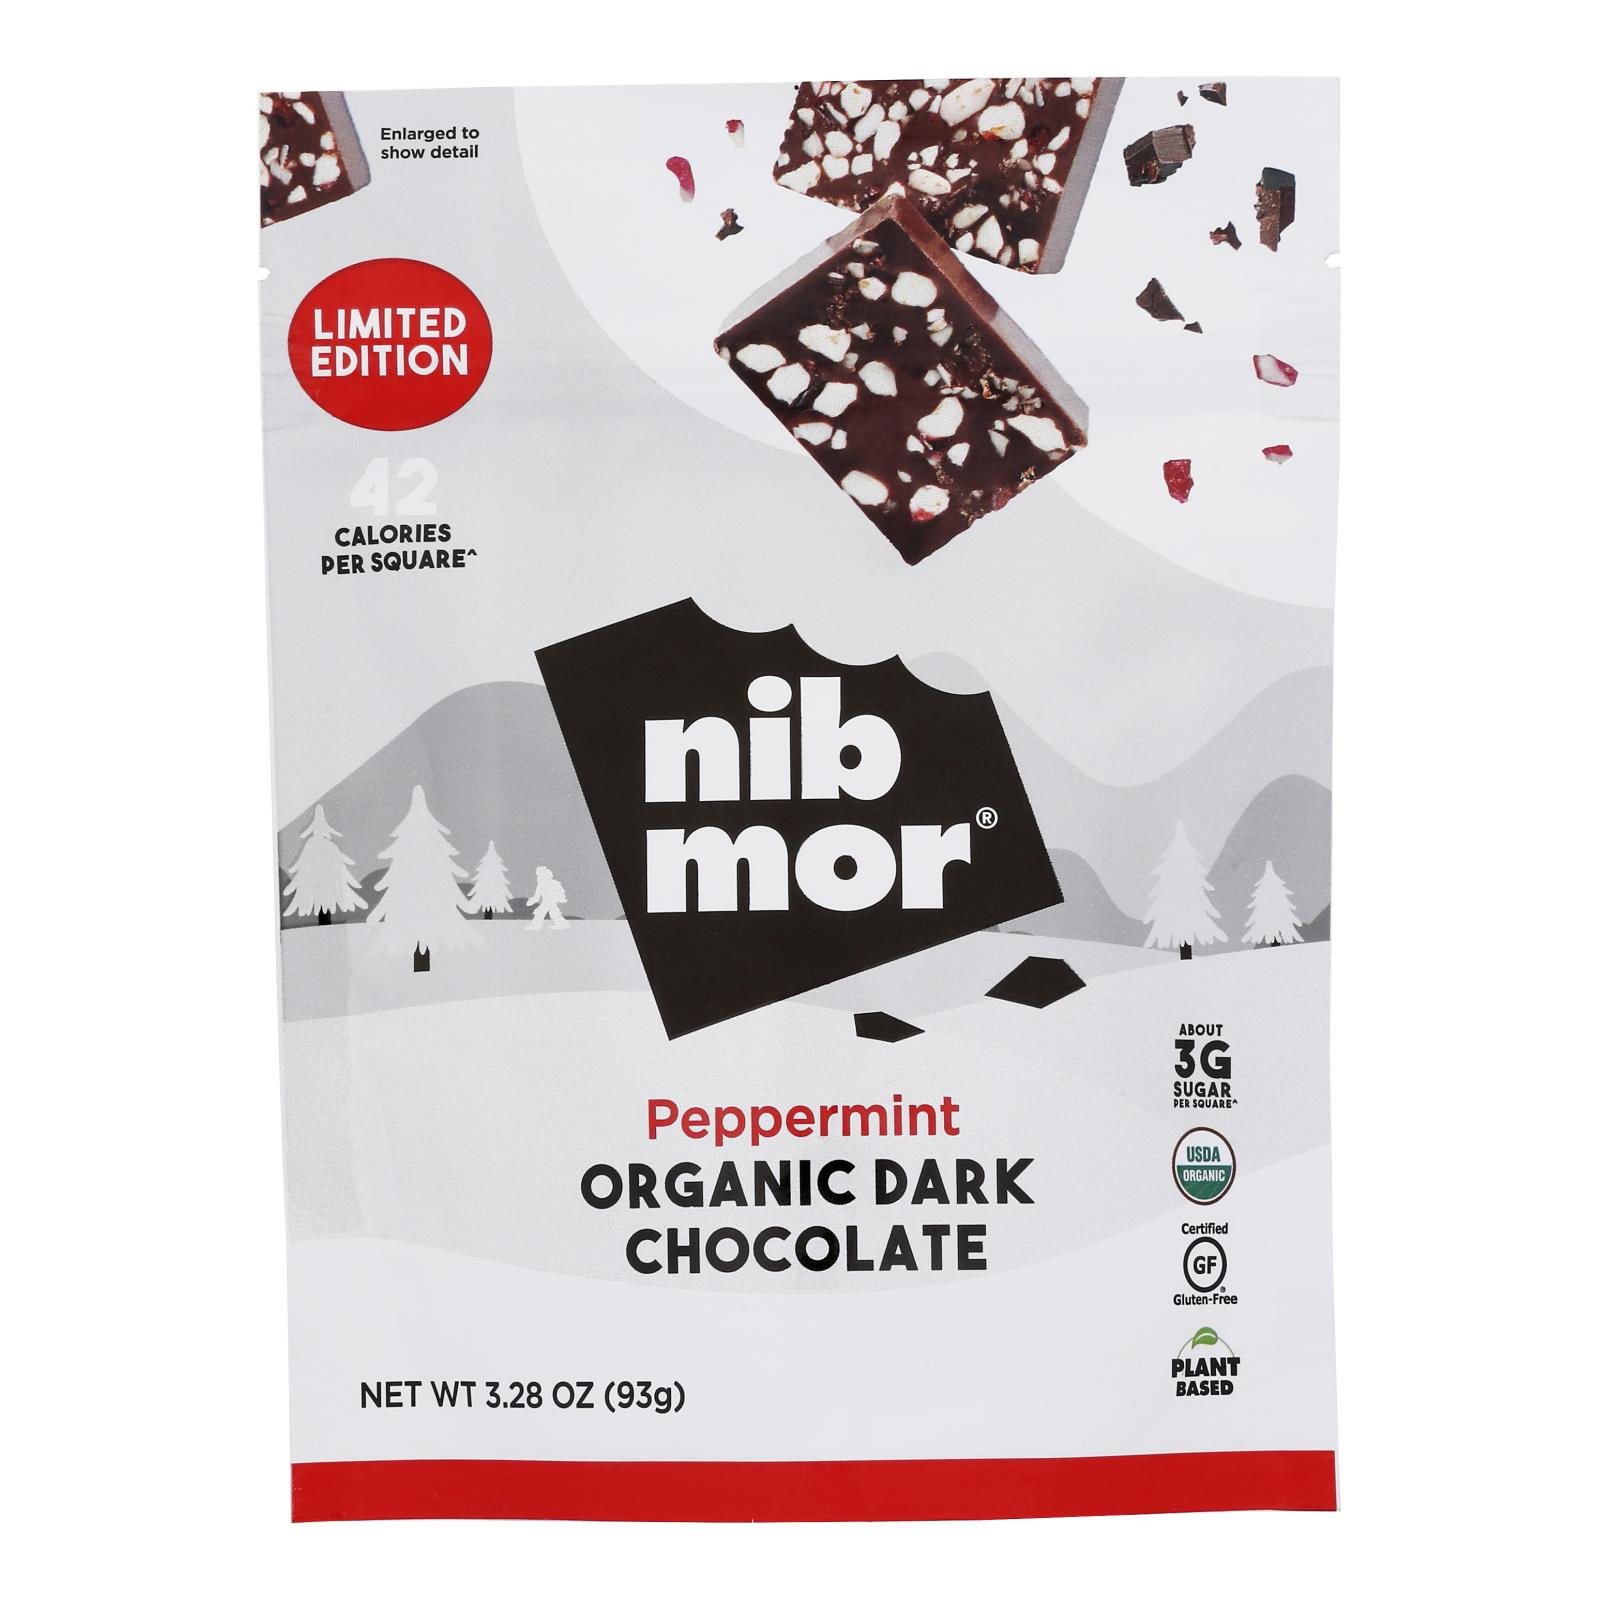 Enlarged to
show detail
LIMITED
EDITION
42
CALORIES
PER SQUARE^
nib
mor®
Peppermint
ORGANIC DARK
CHOCOLATE
ABOUT
3G
SUGAR
PER SQUARE^
USDA
ORGANIC
Certified
GF®
Gluten-Free
PLANT
BASED
NET WT 3.28 OZ (93g)